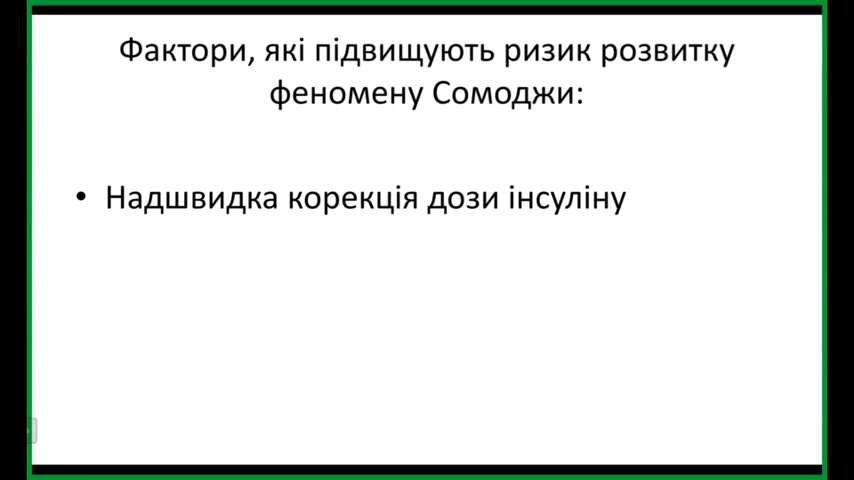 Фактори, які підвищують ризик розвитку
феномену Сомоджи:
• Надшвидка корекція дози інсуліну